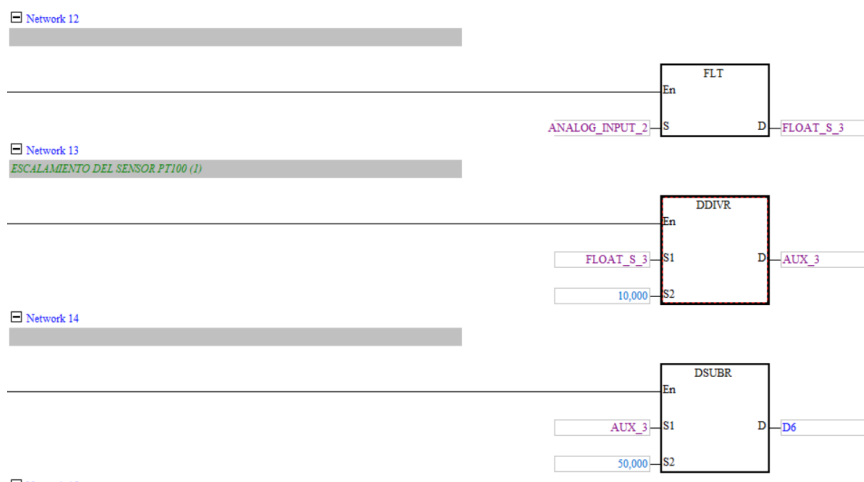 Network 12
FLT
En
ANALOG_INPUT_2 S D FLOAT_S_3
Network 13
ESCALAMIENTO DEL SENSOR PT100 (1)
DDIVR
En
FLOAT_S_3 S1 D AUX_3
10,000 S2
Network 14
DSUBR
En
AUX_3 S1 D D6
50,000 S2